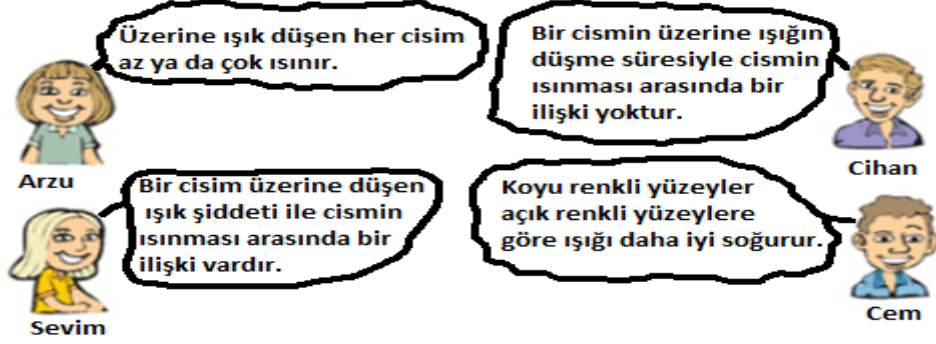 Üzerine ışık düşen her cisim
az ya da çok ısınır.
Arzu
Bir cismin üzerine ışığın
düşme süresiyle cismin
ısınması arasında bir
ilişki yoktur.
Cihan
Bir cisim üzerine düşen
ışık şiddeti ile cismin
ısınması arasında bir
ilişki vardır.
Sevim
Koyu renkli yüzeyler
açık renkli yüzeylere
göre ışığı daha iyi soğurur.
Cem